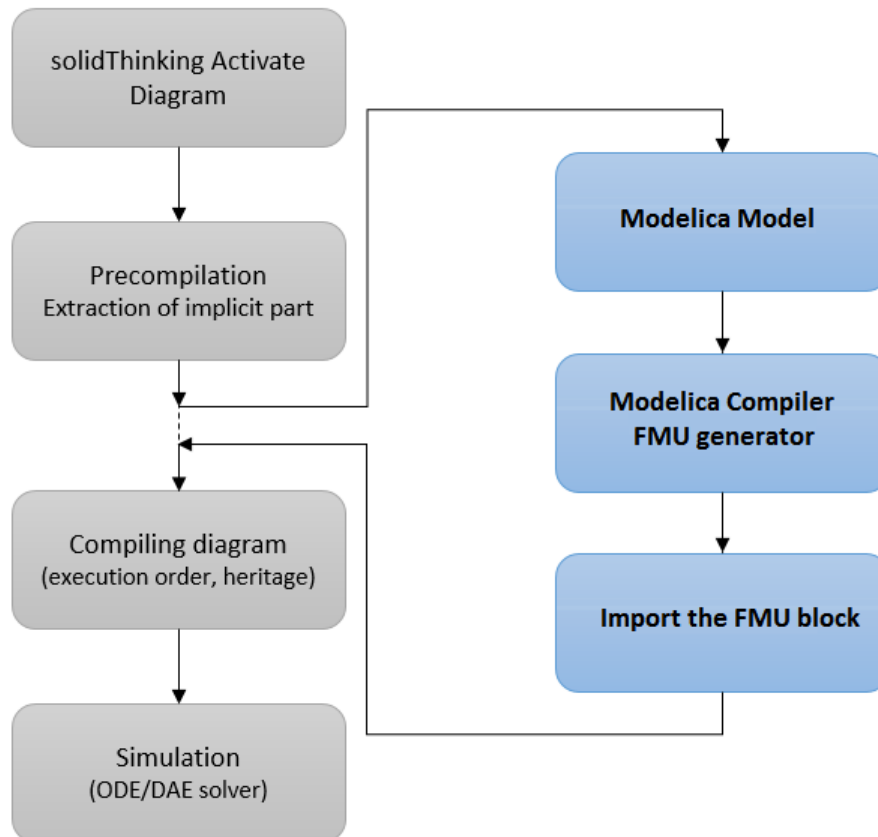 solidThinking Activate
Diagram
Precompilation
Extraction of implicit part
Compiling diagram
(execution order, heritage)
Simulation
(ODE/DAE solver)
Modelica Model
Modelica Compiler
FMU generator
Import the FMU block